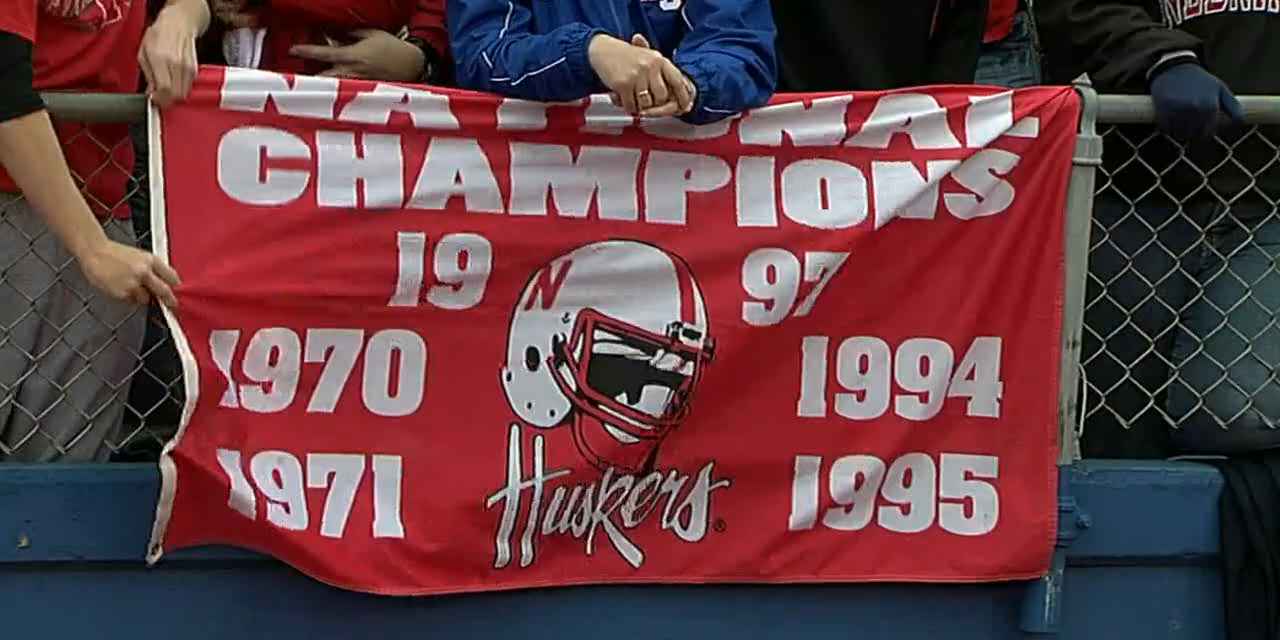 NATIONAL
CHAMPIONS
19 97
N
1970 1994
1971 1995
Huskers